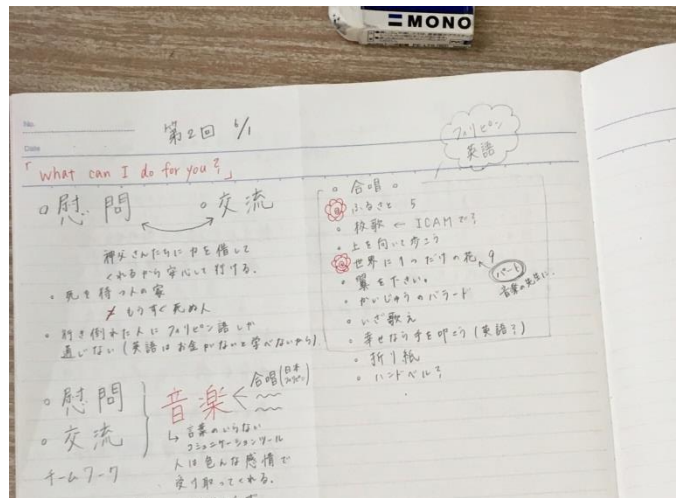 MONO
No.
Date
第2回 6/1
「What can I do for you?」
。慰問
。交流
神父さんたちに力を借して
くれるから安心して行ける。
・死を待つ人の家
≠もうすぐ死ぬ人
・行き倒れた人にフィリピン語しか
通じない(英語はお金がないと学べないから)
。慰問
。交流
音楽
合唱(日本
↳言葉のいらない
コミュニケーションツール
人は色んな感情で
受け取ってくれる。
チームワーク
フィリピン
英語
。合唱。
ふるさと 5
・校歌 ← ICAMで?
・上を向いて歩こう
世界に1つだけの花 9
パート
音楽の先生に
・翼を下さい。
・かいじゅうのバラード
・いざ歌え
・幸せなら手を叩こう(英語?)
・折り紙
・ハンドベル?